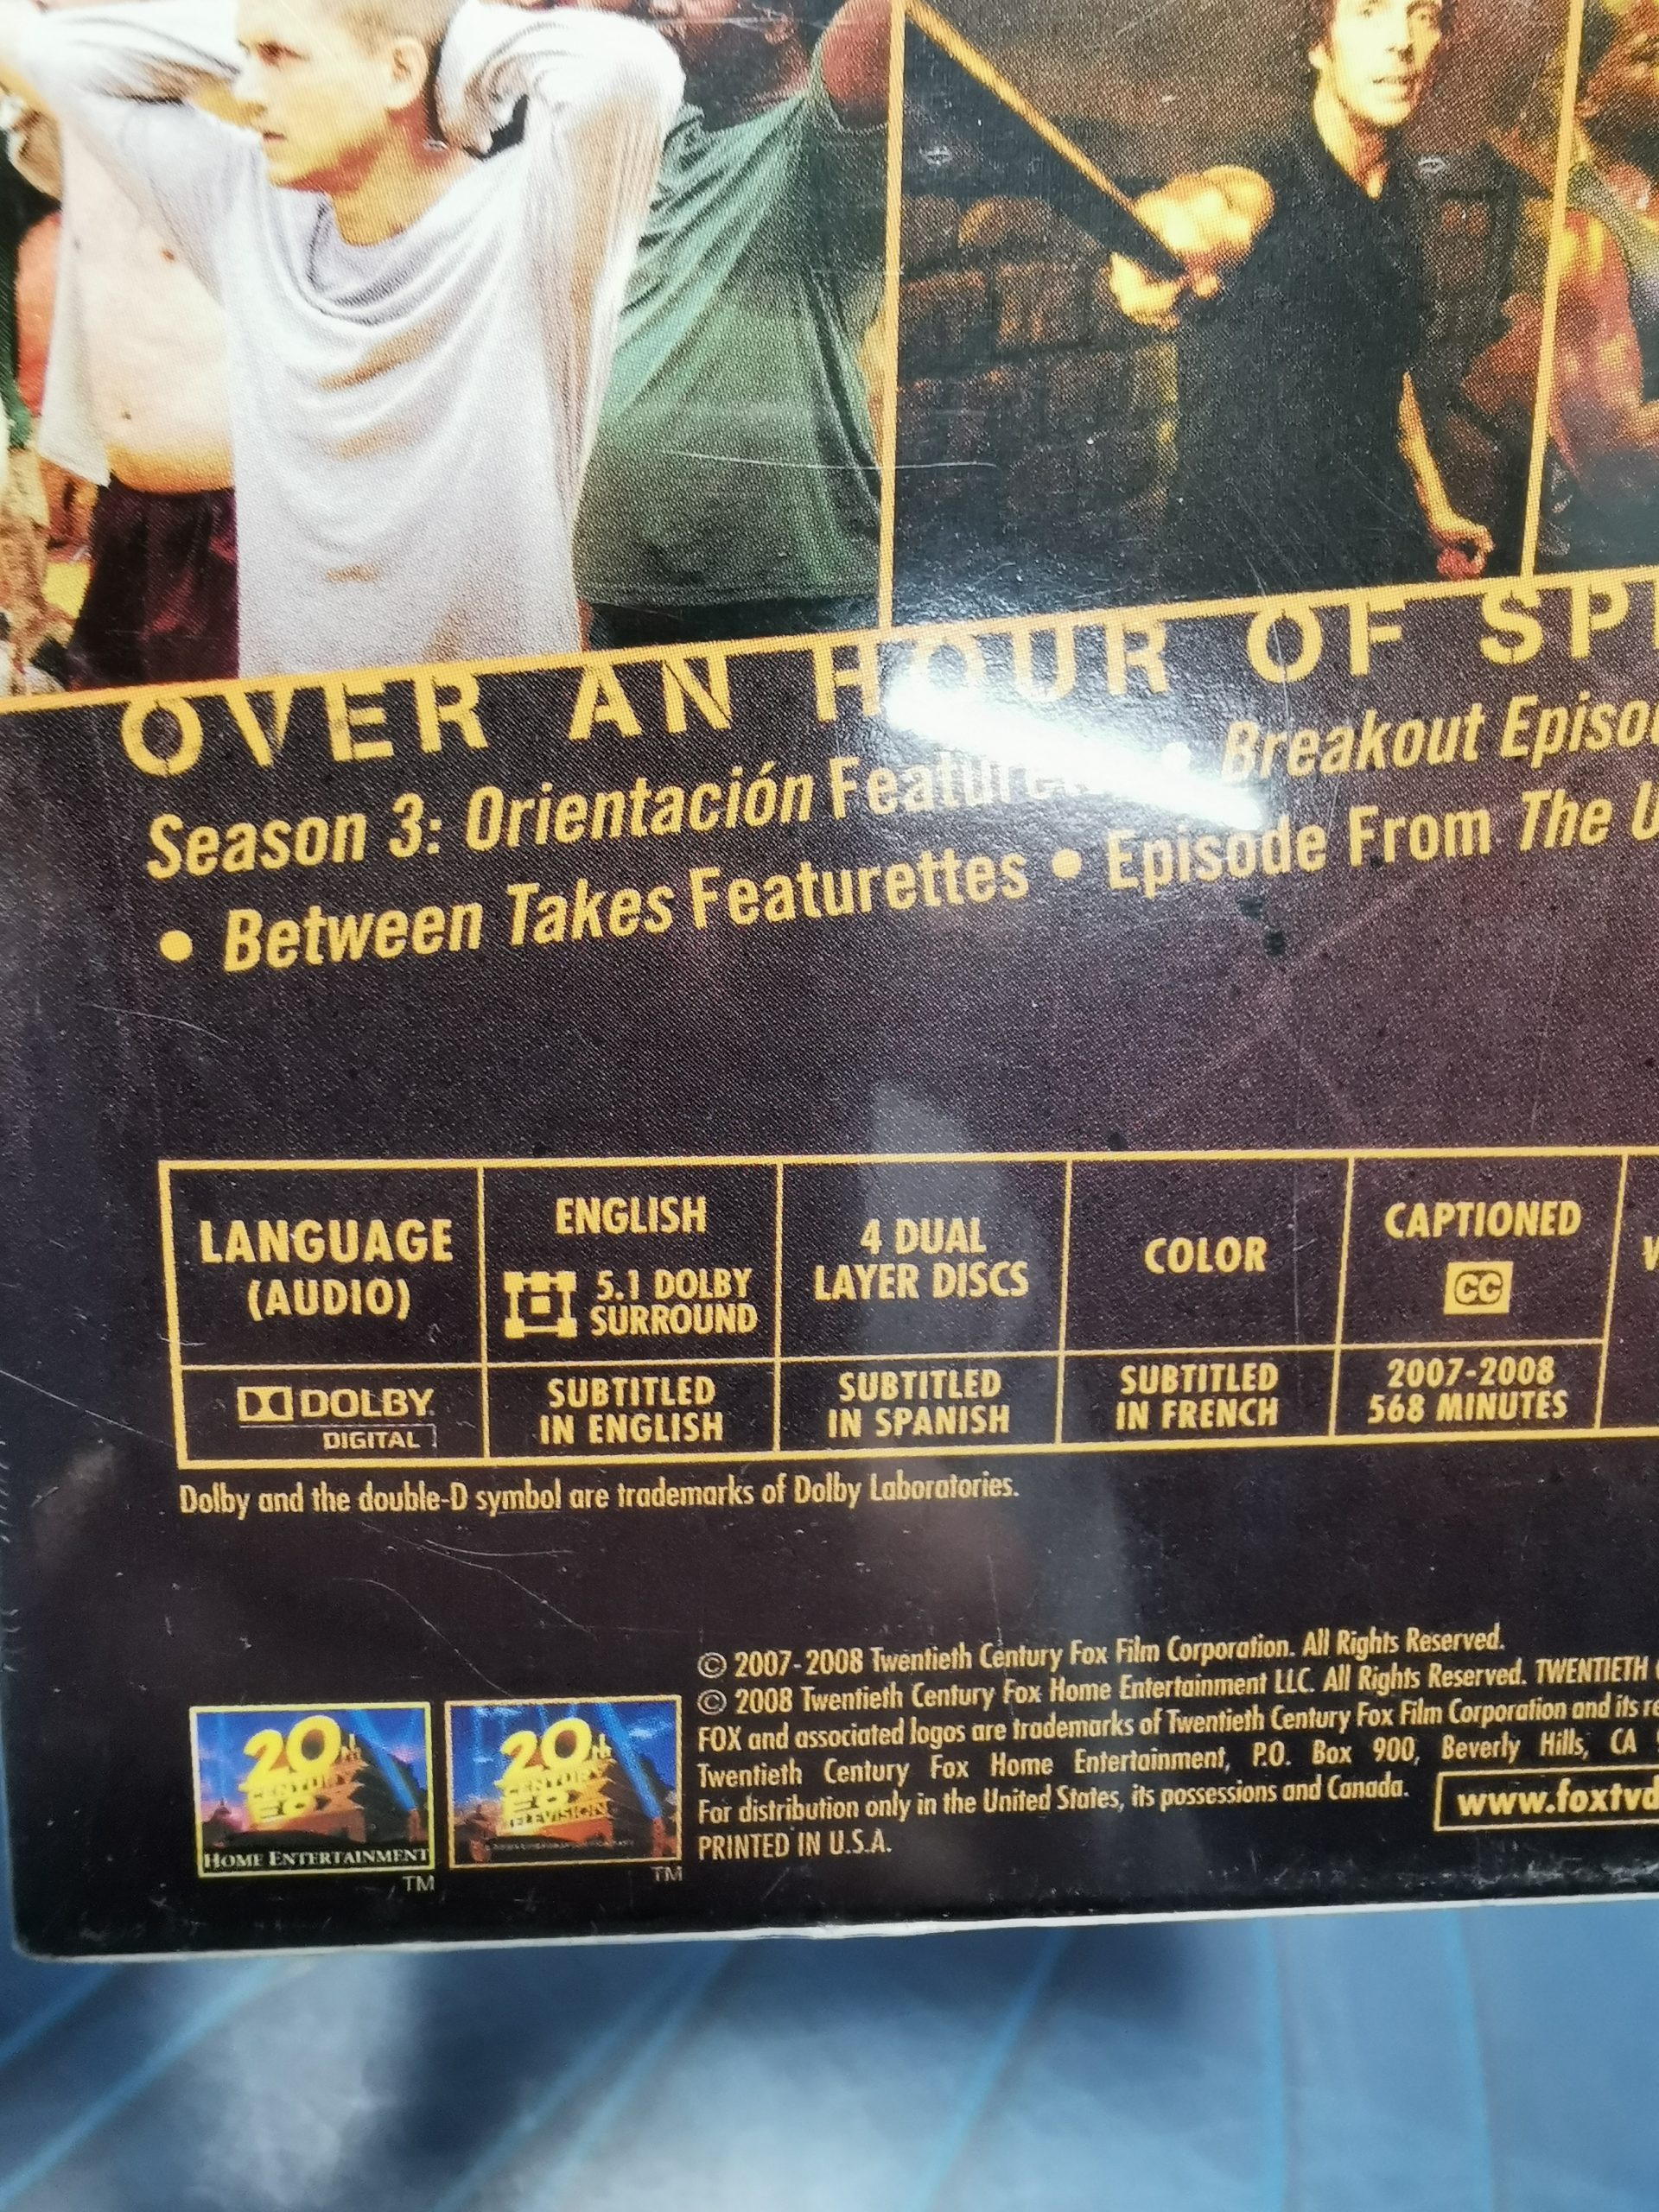 OVER AN HOUR OF SP
Season 3: Orientación Featurette • Breakout Episo
• Between Takes Featurettes • Episode From The U
LANGUAGE
(AUDIO)
ENGLISH
5.1 DOLBY
SURROUND
4 DUAL
LAYER DISCS
COLOR
CAPTIONED
CC
DOLBY
DIGITAL
SUBTITLED
IN ENGLISH
SUBTITLED
IN SPANISH
SUBTITLED
IN FRENCH
2007-2008
568 MINUTES
Dolby and the double-D symbol are trademarks of Dolby Laboratories.
20th
CENTURY
FOX
HOME ENTERTAINMENT
TM
20th
CENTURY
FOX
TELEVISION
TM
© 2007-2008 Twentieth Century Fox Film Corporation. All Rights Reserved.
© 2008 Twentieth Century Fox Home Entertainment LLC. All Rights Reserved. TWENTIETH
FOX and associated logos are trademarks of Twentieth Century Fox Film Corporation and its re
Twentieth Century Fox Home Entertainment, P.O. Box 900, Beverly Hills, CA
For distribution only in the United States, its possessions and Canada.
www.foxtvd
PRINTED IN U.S.A.